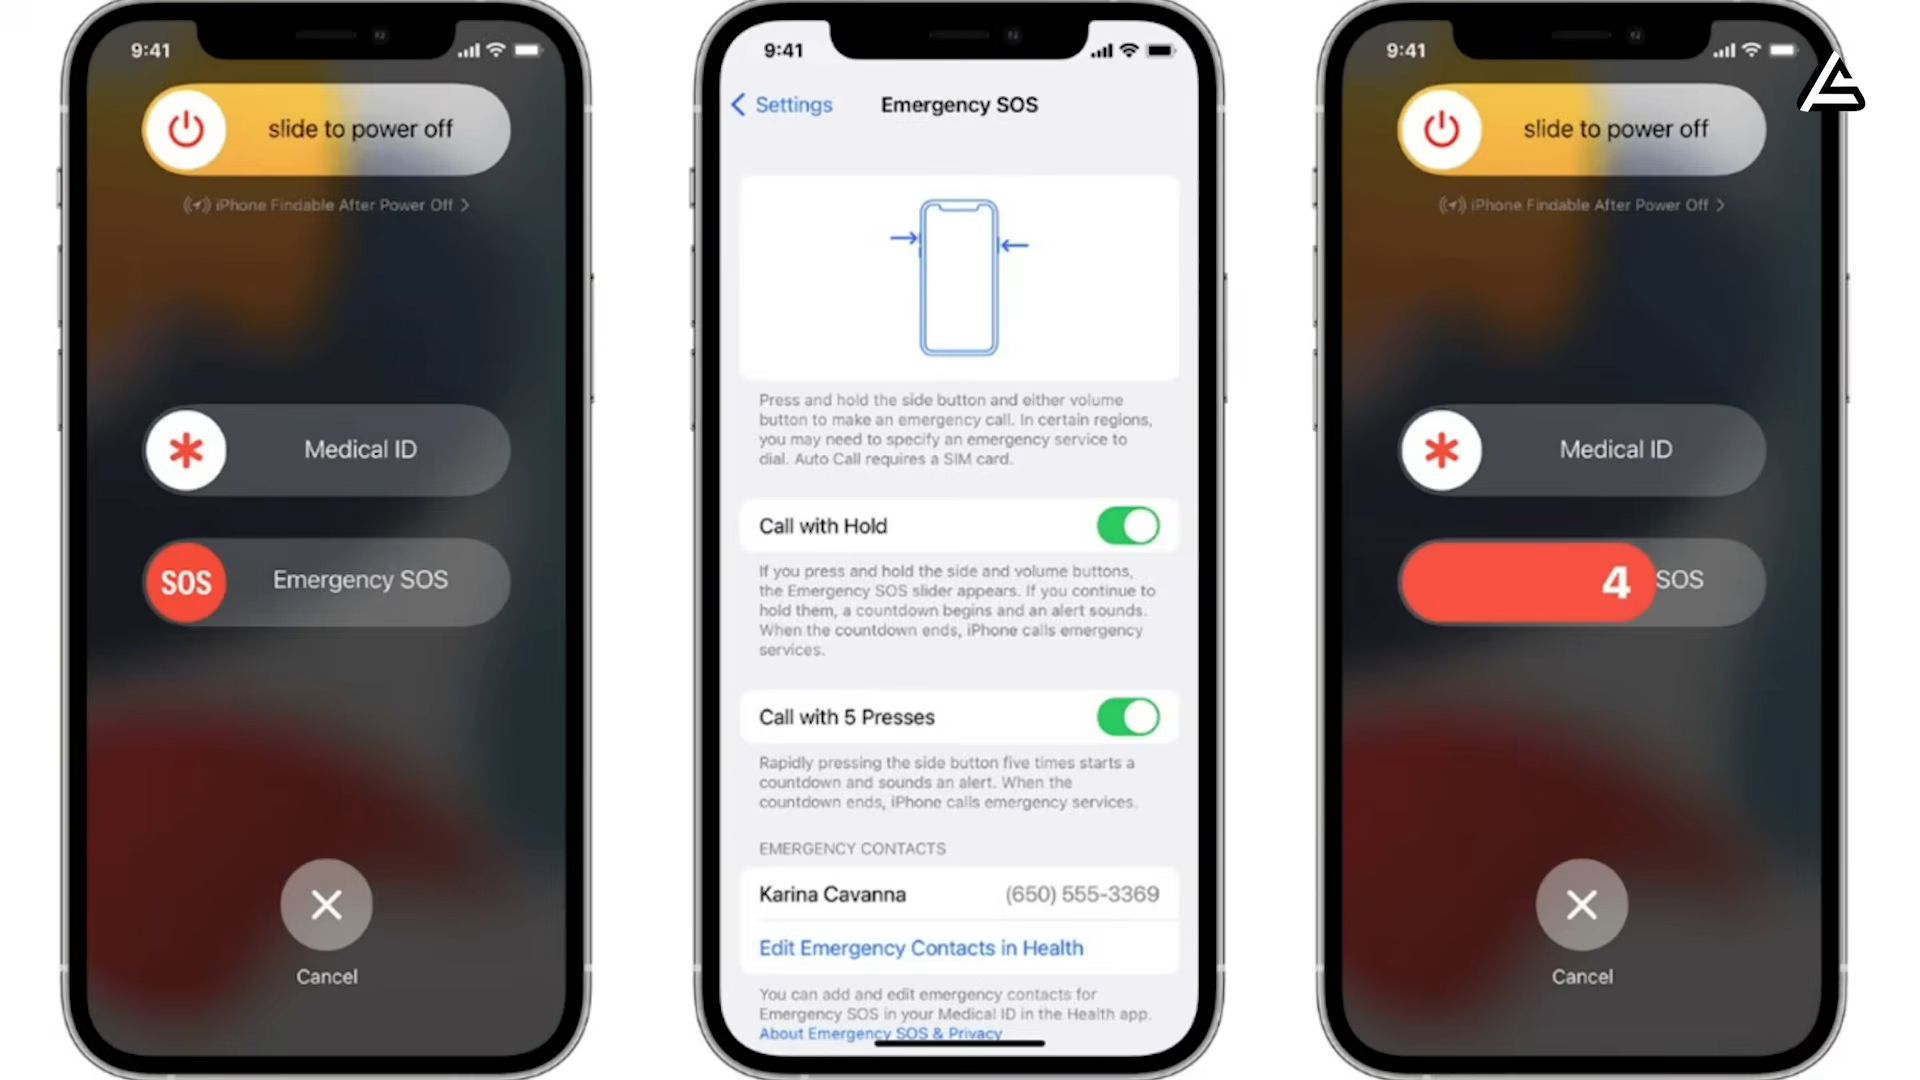 9:41
slide to power off
iPhone Findable After Power Off
Medical ID
SOS Emergency SOS
Cancel
9:41
Settings Emergency SOS
Press and hold the side button and either volume
button to make an emergency call. In certain regions,
you may need to specify an emergency service to
dial. Auto Call requires a SIM card.
Call with Hold
If you press and hold the side and volume buttons,
the Emergency SOS slider appears. If you continue to
hold them, a countdown begins and an alert sounds.
When the countdown ends, iPhone calls emergency
services.
Call with 5 Presses
Rapidly pressing the side button five times starts a
countdown and sounds an alert. When the
countdown ends, iPhone calls emergency services.
EMERGENCY CONTACTS
Karina Cavanna (650) 555-3369
Edit Emergency Contacts in Health
You can add and edit emergency contacts for
Emergency SOS in your Medical ID in the Health app.
About Emergency SOS & Privacy
9:41
slide to power off
iPhone Findable After Power Off
Medical ID
4 SOS
Cancel